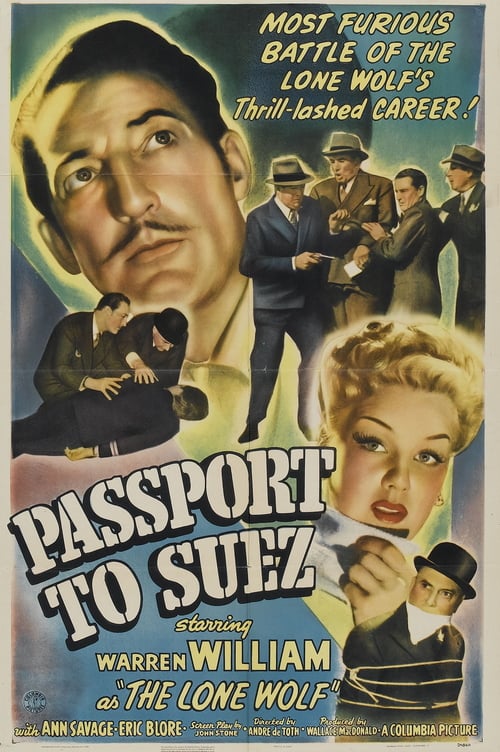 MOST FURIOUS
BATTLE OF THE
LONE WOLF'S
Thrill-lashed CAREER!
PASSPORT
TO SUEZ
starring
WARREN WILLIAM
as "THE LONE WOLF"
with ANN SAVAGE - ERIC BLORE - Screen Play by JOHN STONE Directed by ANDRE de TOTH Produced by WALLACE MacDONALD - A COLUMBIA PICTURE